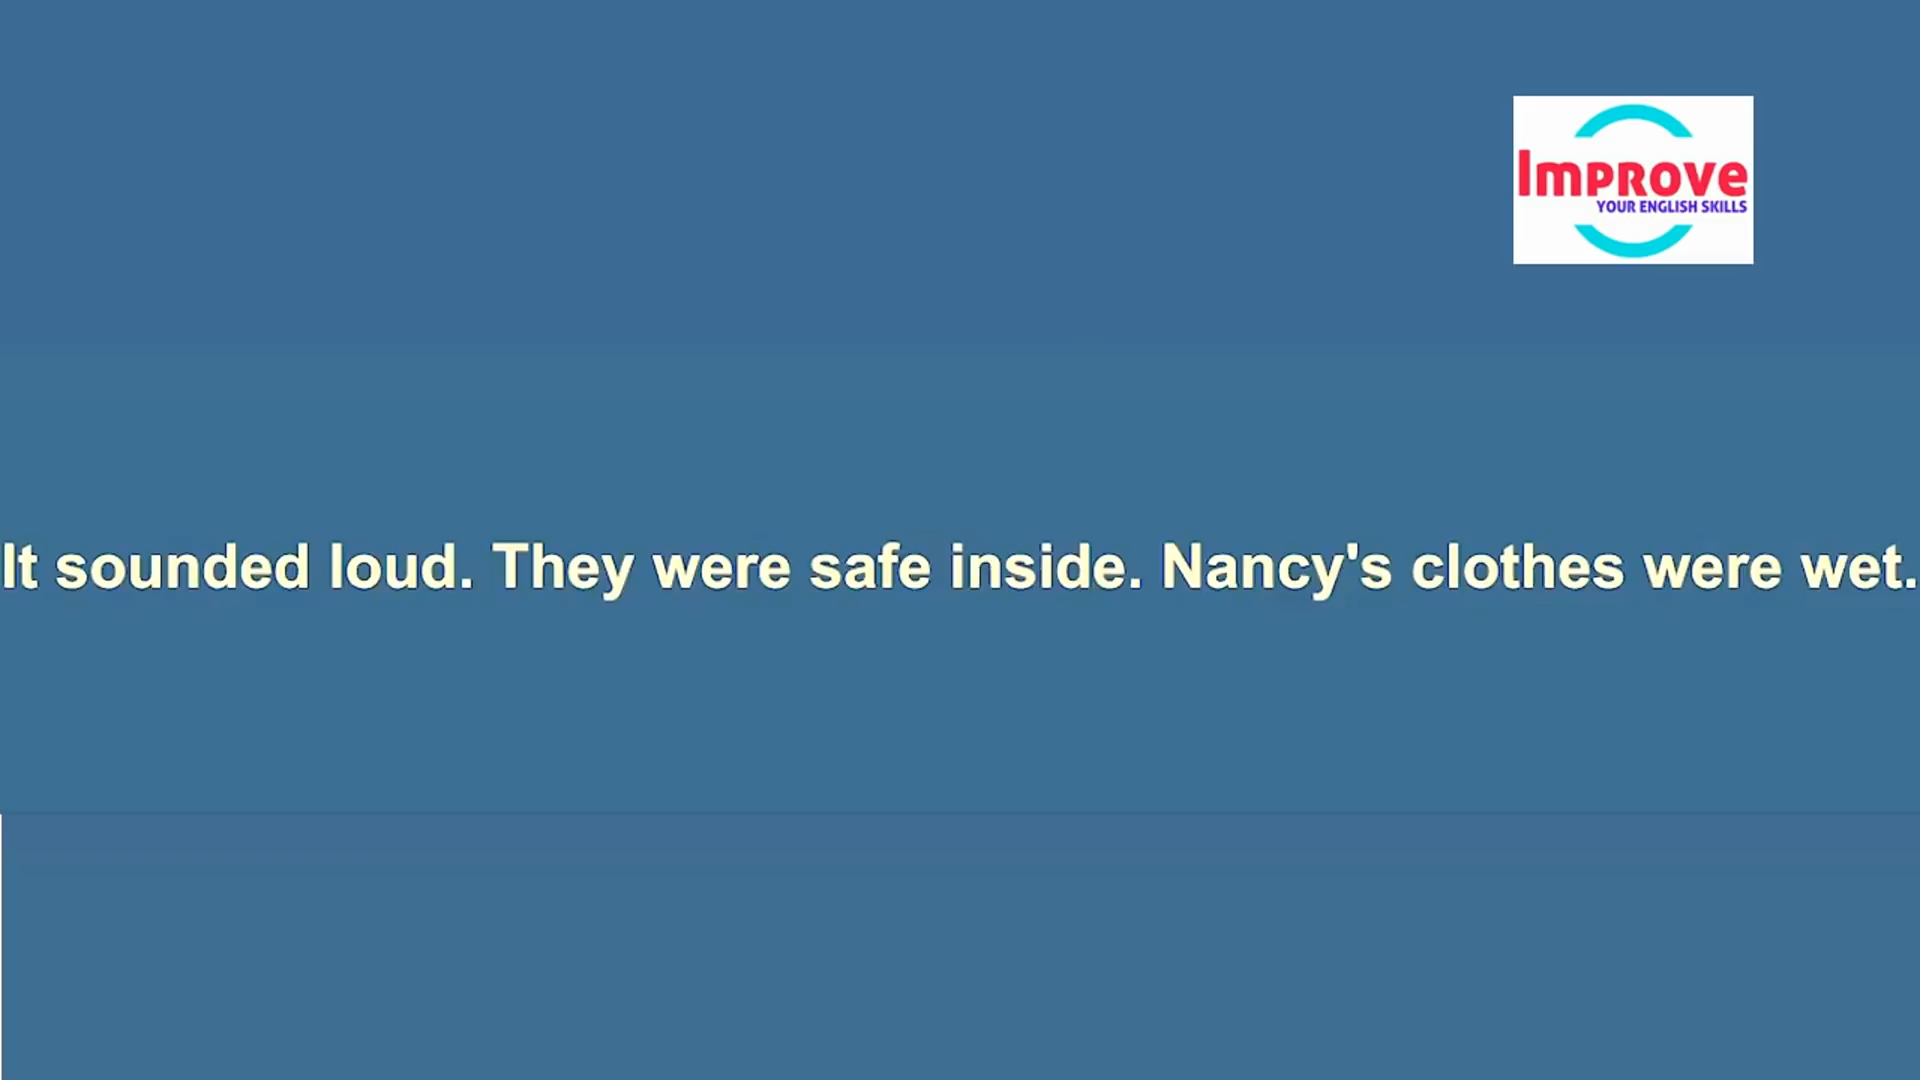 Improve
YOUR ENGLISH SKILLS
It sounded loud. They were safe inside. Nancy's clothes were wet.